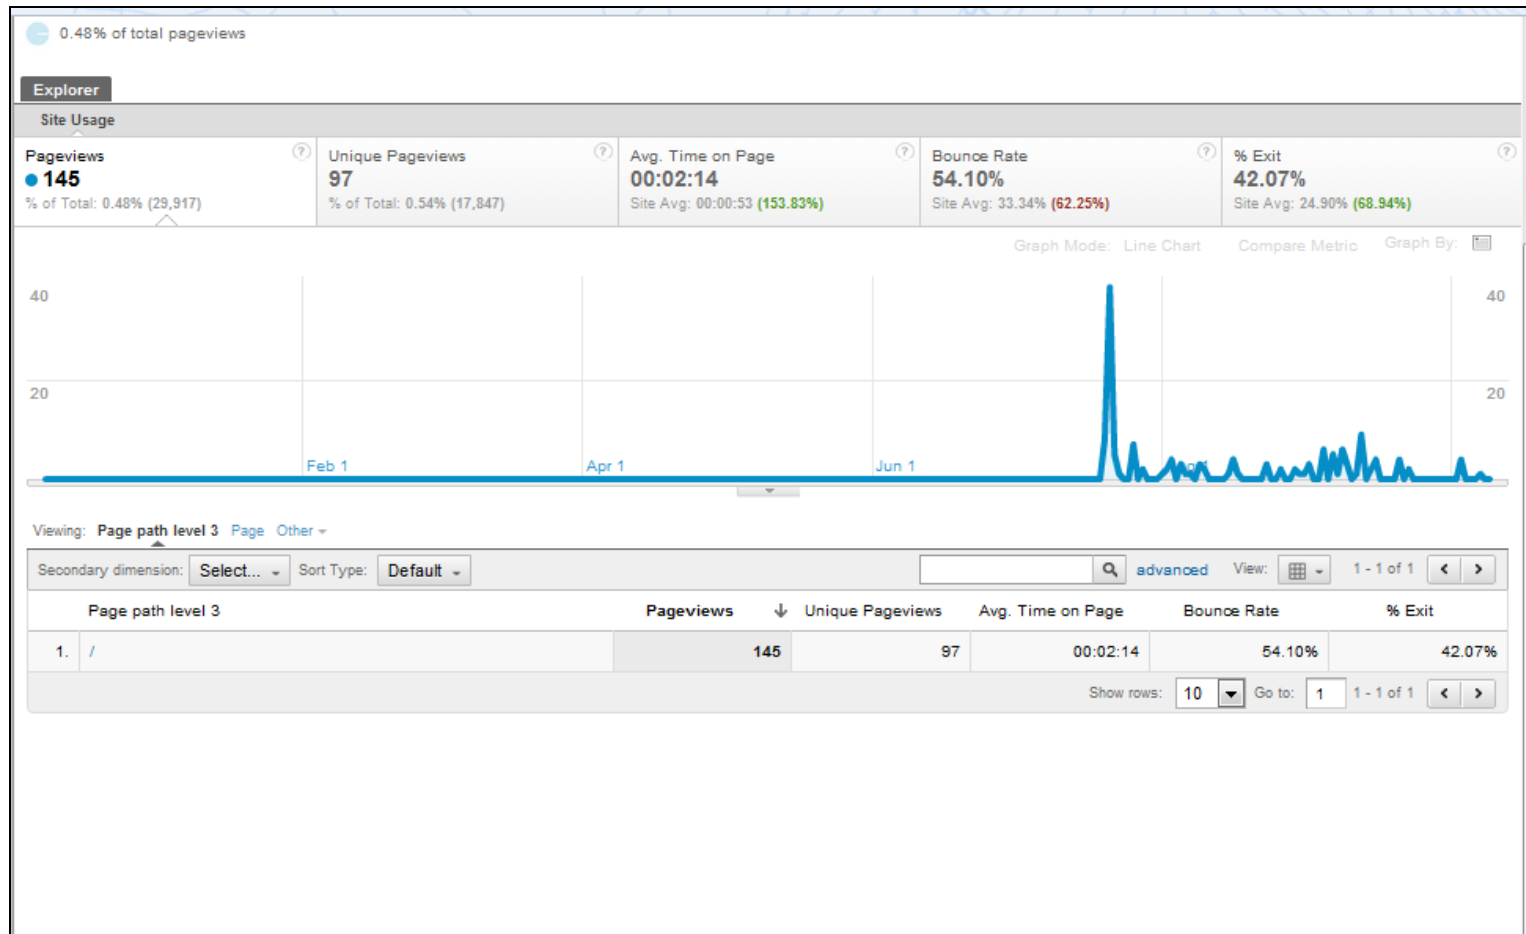 0.48% of total pageviews
Explorer
Site Usage
Pageviews
145
% of Total: 0.48% (29,917)
Unique Pageviews
97
% of Total: 0.54% (17,847)
Avg. Time on Page
00:02:14
Site Avg: 00:00:53 (153.83%)
Bounce Rate
54.10%
Site Avg: 33.34% (62.25%)
% Exit
42.07%
Site Avg: 24.90% (68.94%)
Graph Mode: Line Chart Compare Metric Graph By:
40 40
20 20
Feb 1 Apr 1 Jun 1
Viewing: Page path level 3 Page Other
Secondary dimension: Select... Sort Type: Default advanced View: 1 - 1 of 1
Page path level 3 Pageviews Unique Pageviews Avg. Time on Page Bounce Rate % Exit
1. / 145 97 00:02:14 54.10% 42.07%
Show rows: 10 Go to: 1 1 - 1 of 1